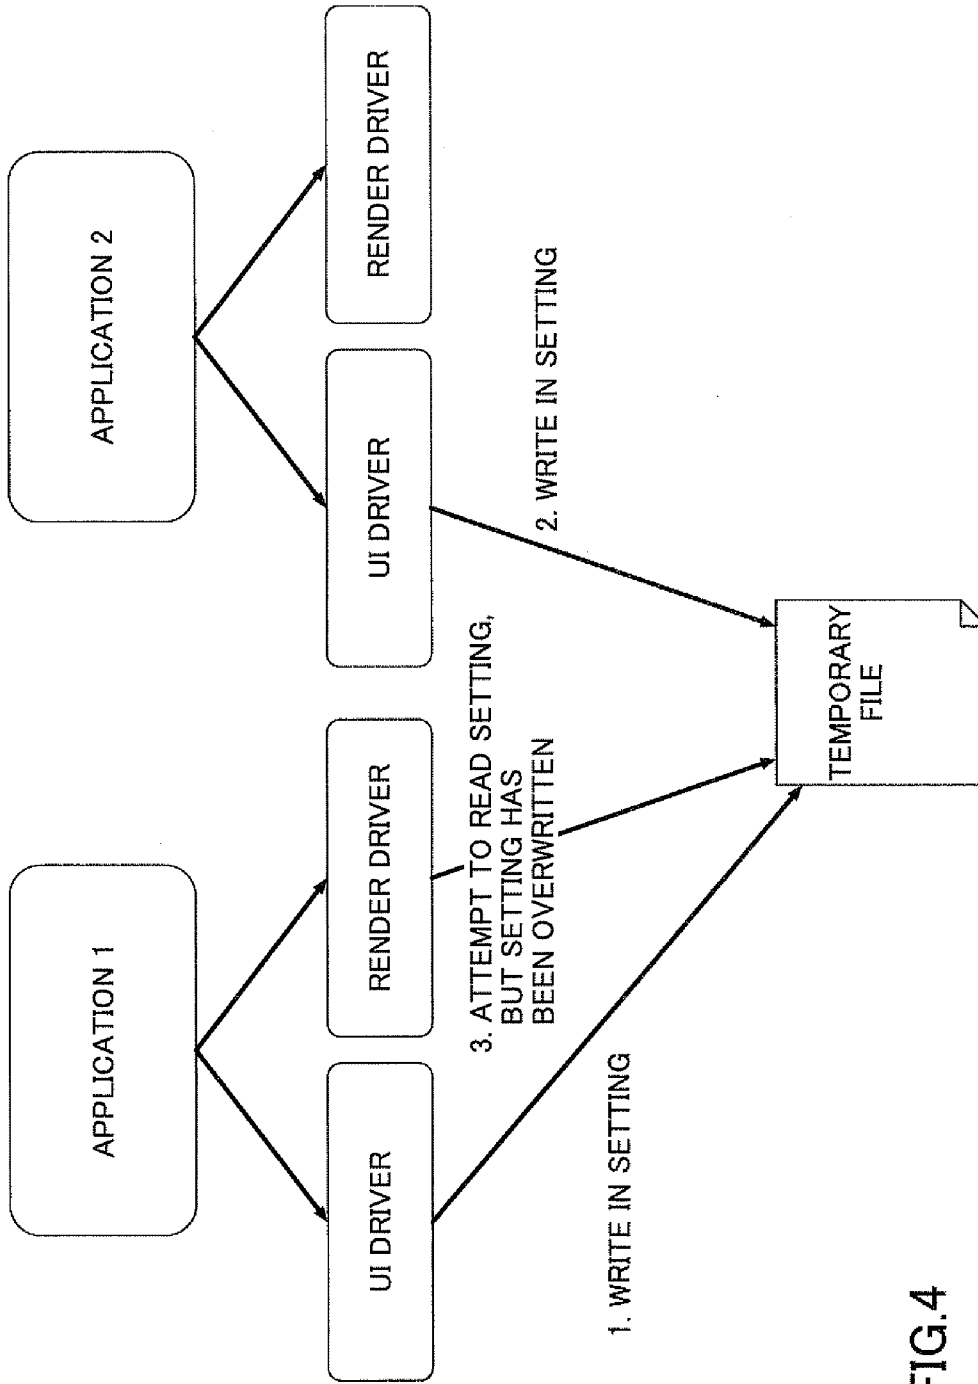 APPLICATION 1
APPLICATION 2
UI DRIVER
RENDER DRIVER
UI DRIVER
RENDER DRIVER
3. ATTEMPT TO READ SETTING,
BUT SETTING HAS
BEEN OVERWRITTEN
2. WRITE IN SETTING
1. WRITE IN SETTING
TEMPORARY
FILE
FIG.4